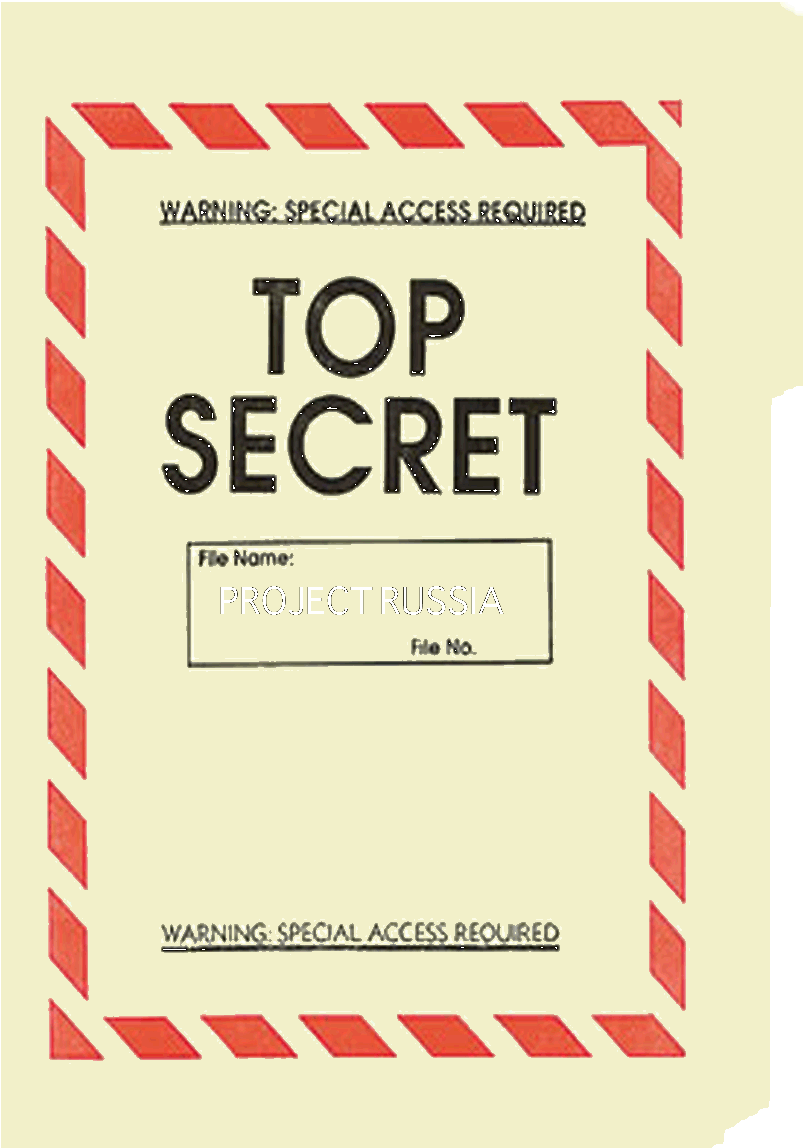 WARNING: SPECIAL ACCESS REQUIRED
TOP
SECRET
File Name:
PROJECT RUSSIA
File No.
WARNING: SPECIAL ACCESS REQUIRED